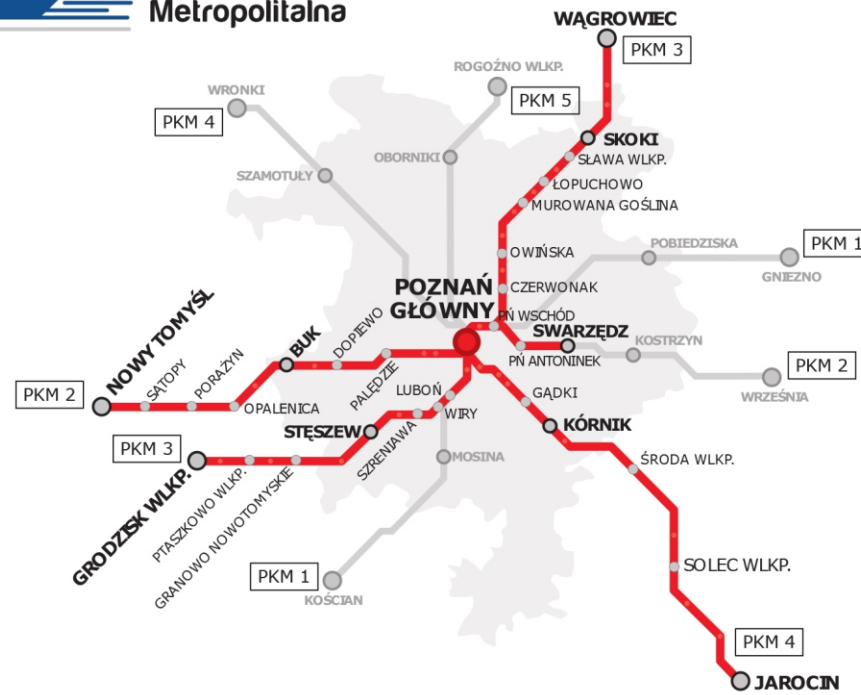 Metropolitalna
WĄGROWIEC
PKM 3
ROGOŹNO WLKP.
PKM 5
WRONKI
PKM 4
SKOKI
OBORNIKI
SŁAWA WLKP.
SZAMOTUŁY
ŁOPUCHOWO
MUROWANA GOŚLINA
PKM 1
POBIEDZISKA
OWIŃSKA
GNIEZNO
POZNAŃ
GŁÓWNY
CZERWONAK
NOWY TOMYŚL
PŃ WSCHÓD
BUK
DOPIEWO
SWARZĘDZ
KOSTRZYN
PŃ ANTONINEK
PKM 2
SĄTOPY
PORAŻYN
PALĘDZIE
PKM 2
WRZEŚNIA
LUBOŃ
GĄDKI
OPALENICA
WIRY
STĘSZEW
KÓRNIK
PKM 3
SZRENIAWA
MOSINA
ŚRODA WLKP.
GRODZISK WLKP.
PTASZKOWO WLKP.
GRANOWO NOWOTOMYSKIE
SOLEC WLKP.
PKM 1
KOŚCIAN
PKM 4
JAROCIN